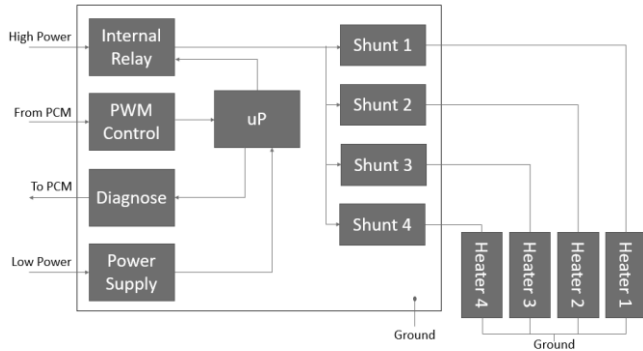 High Power
Internal
Relay
Shunt 1
From PCM
PWM
Control
uP
Shunt 2
To PCM
Diagnose
Shunt 3
Low Power
Power
Supply
Shunt 4
Heater 4
Heater 3
Heater 2
Heater 1
Ground
Ground